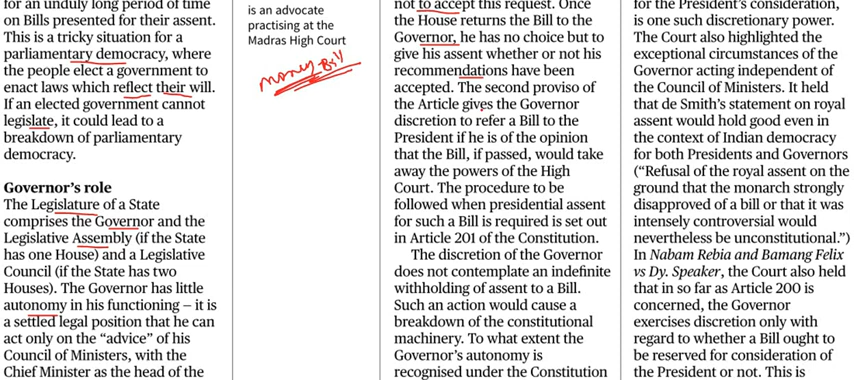 for an unduly long period of time
on Bills presented for their assent.
This is a tricky situation for a
parliamentary democracy, where
the people elect a government to
enact laws which reflect their will.
If an elected government cannot
legislate, it could lead to a
breakdown of parliamentary
democracy.
Governor's role
The Legislature of a State
comprises the Governor and the
Legislative Assembly (if the State
has one House) and a Legislative
Council (if the State has two
Houses). The Governor has little
autonomy in his functioning – it is
a settled legal position that he can
act only on the “advice” of his
Council of Ministers, with the
Chief Minister as the head of the
is an advocate
practising at the
Madras High Court
money Bill
not to accept this request. Once
the House returns the Bill to the
Governor, he has no choice but to
give his assent whether or not his
recommendations have been
accepted. The second proviso of
the Article gives the Governor
discretion to refer a Bill to the
President if he is of the opinion
that the Bill, if passed, would take
away the powers of the High
Court. The procedure to be
followed when presidential assent
for such a Bill is required is set out
in Article 201 of the Constitution.
The discretion of the Governor
does not contemplate an indefinite
withholding of assent to a Bill.
Such an action would cause a
breakdown of the constitutional
machinery. To what extent the
Governor's autonomy is
recognised under the Constitution
for the President's consideration,
is one such discretionary power.
The Court also highlighted the
exceptional circumstances of the
Governor acting independent of
the Council of Ministers. It held
that de Smith's statement on royal
assent would hold good even in
the context of Indian democracy
for both Presidents and Governors
(“Refusal of the royal assent on the
ground that the monarch strongly
disapproved of a bill or that it was
intensely controversial would
nevertheless be unconstitutional.”)
In Nabam Rebia and Bamang Felix
vs Dy. Speaker, the Court also held
that in so far as Article 200 is
concerned, the Governor
exercises discretion only with
regard to whether a Bill ought to
be reserved for consideration of
the President or not. This is